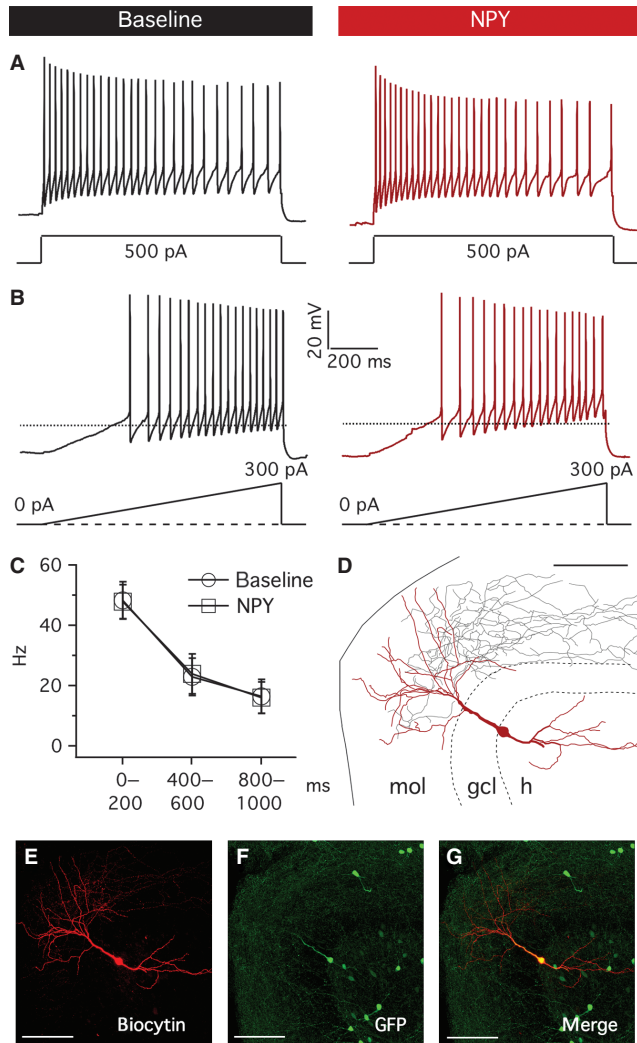 Baseline
NPY
A
500 pA
500 pA
B
20 mV
200 ms
300 pA
300 pA
0 pA
0 pA
C
60
40
20
0
Hz
Baseline
NPY
0–
200
400–
600
800–
1000
ms
D
mol
gcl
h
E
Biocytin
F
GFP
G
Merge